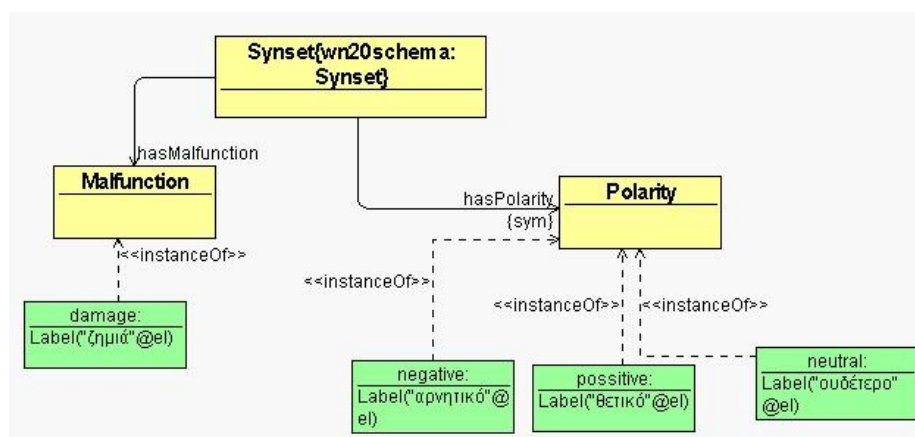 Synset{wn20schema:
Synset}
hasMalfunction
Malfunction
hasPolarity
{sym}
Polarity
<<instanceOf>>
<<instanceOf>>
<<instanceOf>>
<<instanceOf>>
damage:
Label("ζημιά"@el)
negative:
Label("αρνητικό"@
el)
possitive:
Label("θετικό"@el)
neutral:
Label("ουδέτερο"
@el)